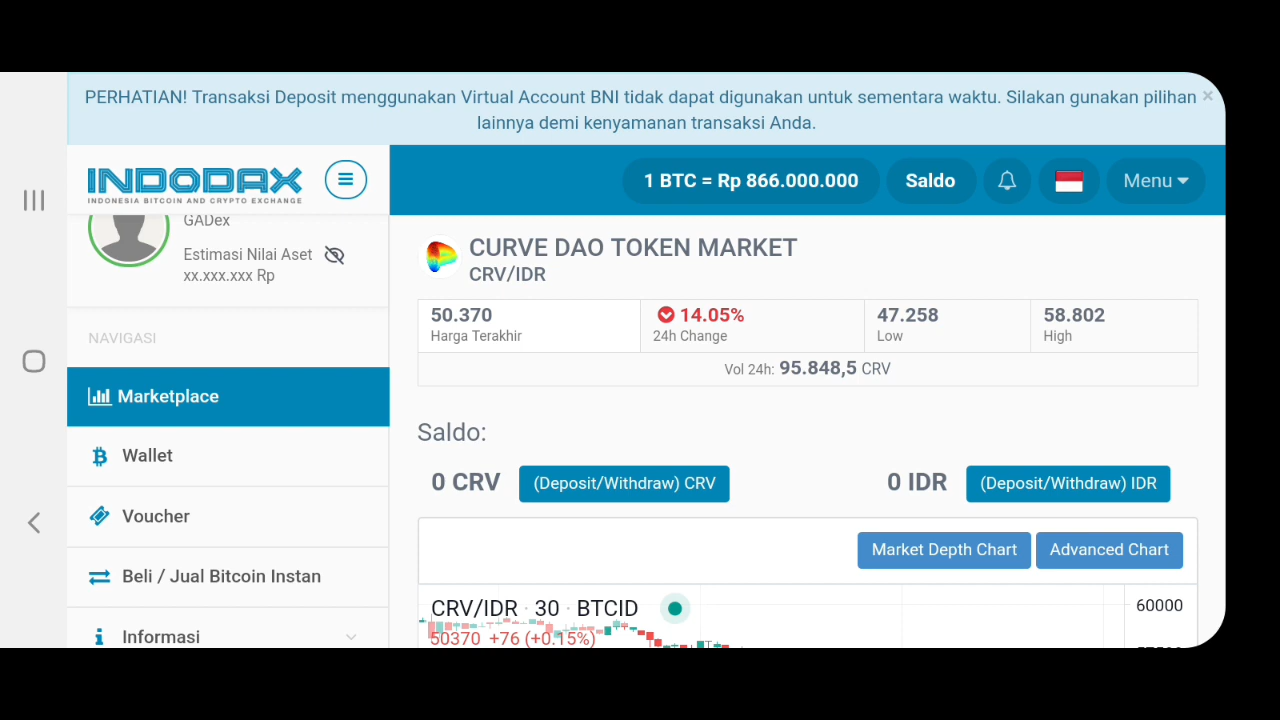 PERHATIAN! Transaksi Deposit menggunakan Virtual Account BNI tidak dapat digunakan untuk sementara waktu. Silakan gunakan pilihan ×
lainnya demi kenyamanan transaksi Anda.
INDODAX
INDONESIA BITCOIN AND CRYPTO EXCHANGE
1 BTC = Rp 866.000.000
Saldo
Menu
GADex
Estimasi Nilai Aset
xx.xxx.xxx Rp
NAVIGASI
Marketplace
Wallet
Voucher
Beli / Jual Bitcoin Instan
Informasi
CURVE DAO TOKEN MARKET
CRV/IDR
50.370
Harga Terakhir
14.05%
24h Change
47.258
Low
58.802
High
Vol 24h: 95.848,5 CRV
Saldo:
0 CRV (Deposit/Withdraw) CRV
0 IDR (Deposit/Withdraw) IDR
Market Depth Chart
Advanced Chart
CRV/IDR · 30 · BTCID
50370 +76 (+0.15%)
60000